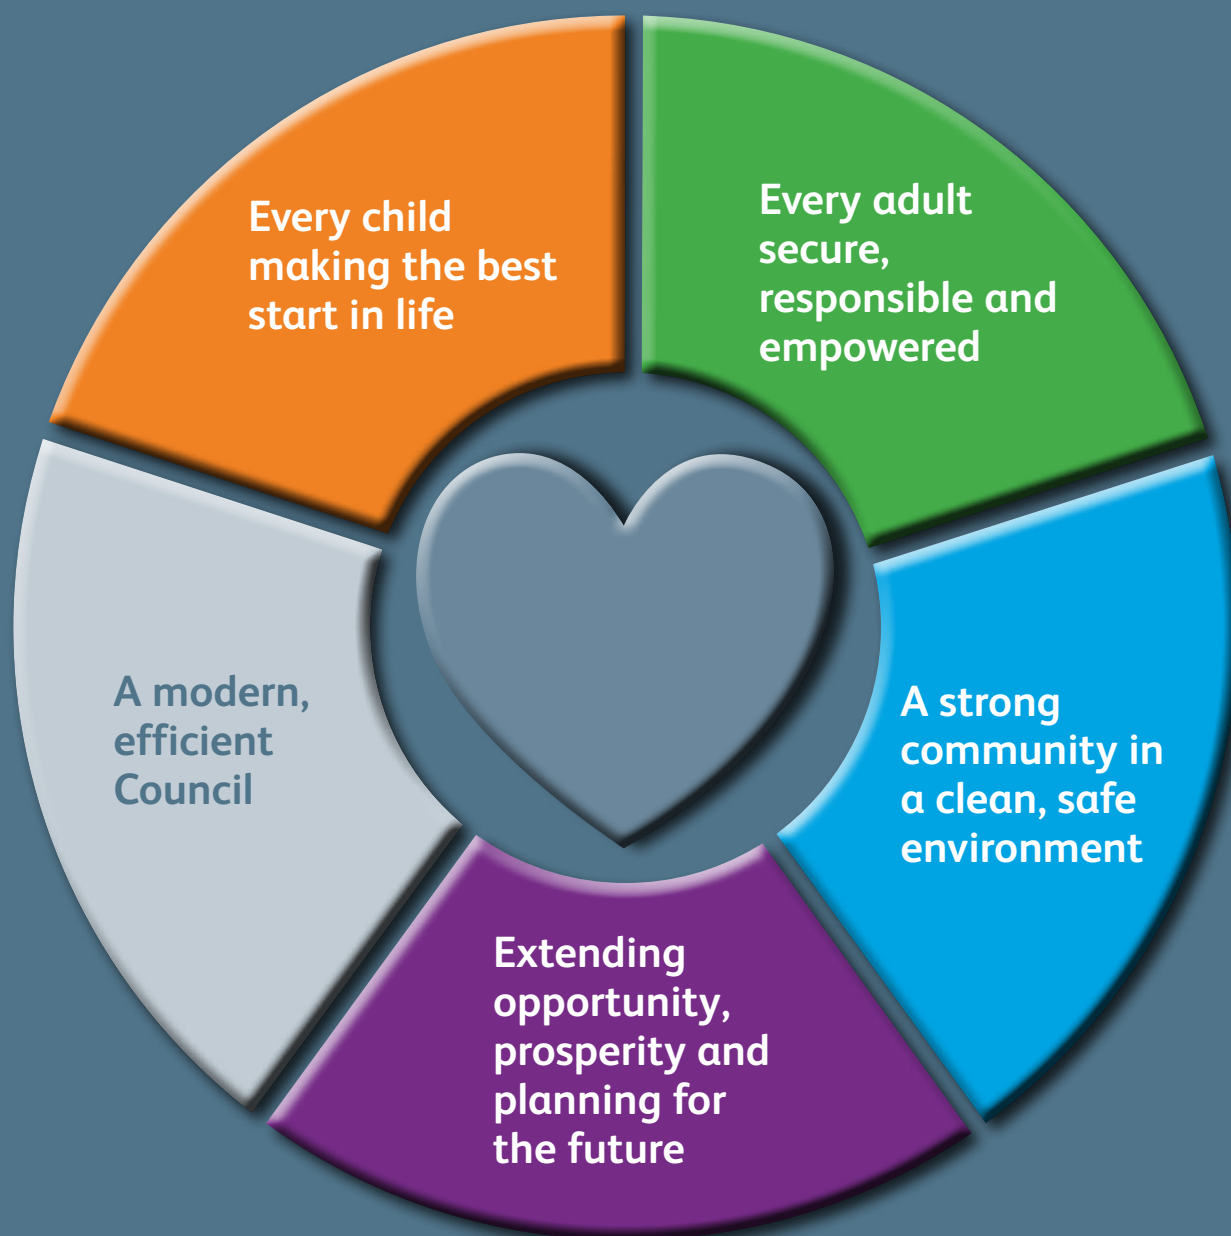 Every child
making the best
start in life
Every adult
secure,
responsible and
empowered
A strong
community in
a clean, safe
environment
Extending
opportunity,
prosperity and
planning for
the future
A modern,
efficient
Council